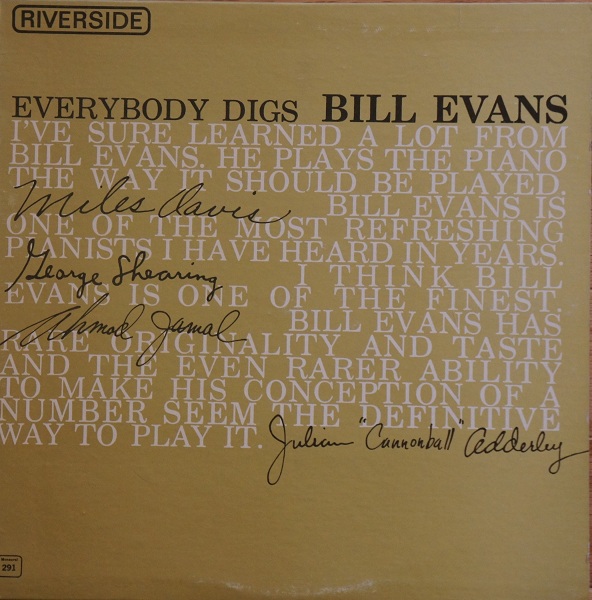 RIVERSIDE
EVERYBODY DIGS BILL EVANS
I'VE SURE LEARNED A LOT FROM
BILL EVANS. HE PLAYS THE PIANO
THE WAY IT SHOULD BE PLAYED.
Miles Davis BILL EVANS IS
ONE OF THE MOST REFRESHING
PIANISTS I HAVE HEARD IN YEARS.
George Shearing I THINK BILL
EVANS IS ONE OF THE FINEST.
Ahmad Jamal BILL EVANS HAS
RARE ORIGINALITY AND TASTE
AND THE EVEN RARER ABILITY
TO MAKE HIS CONCEPTION OF A
NUMBER SEEM THE DEFINITIVE
WAY TO PLAY IT. Julian "Cannonball" Adderley
291